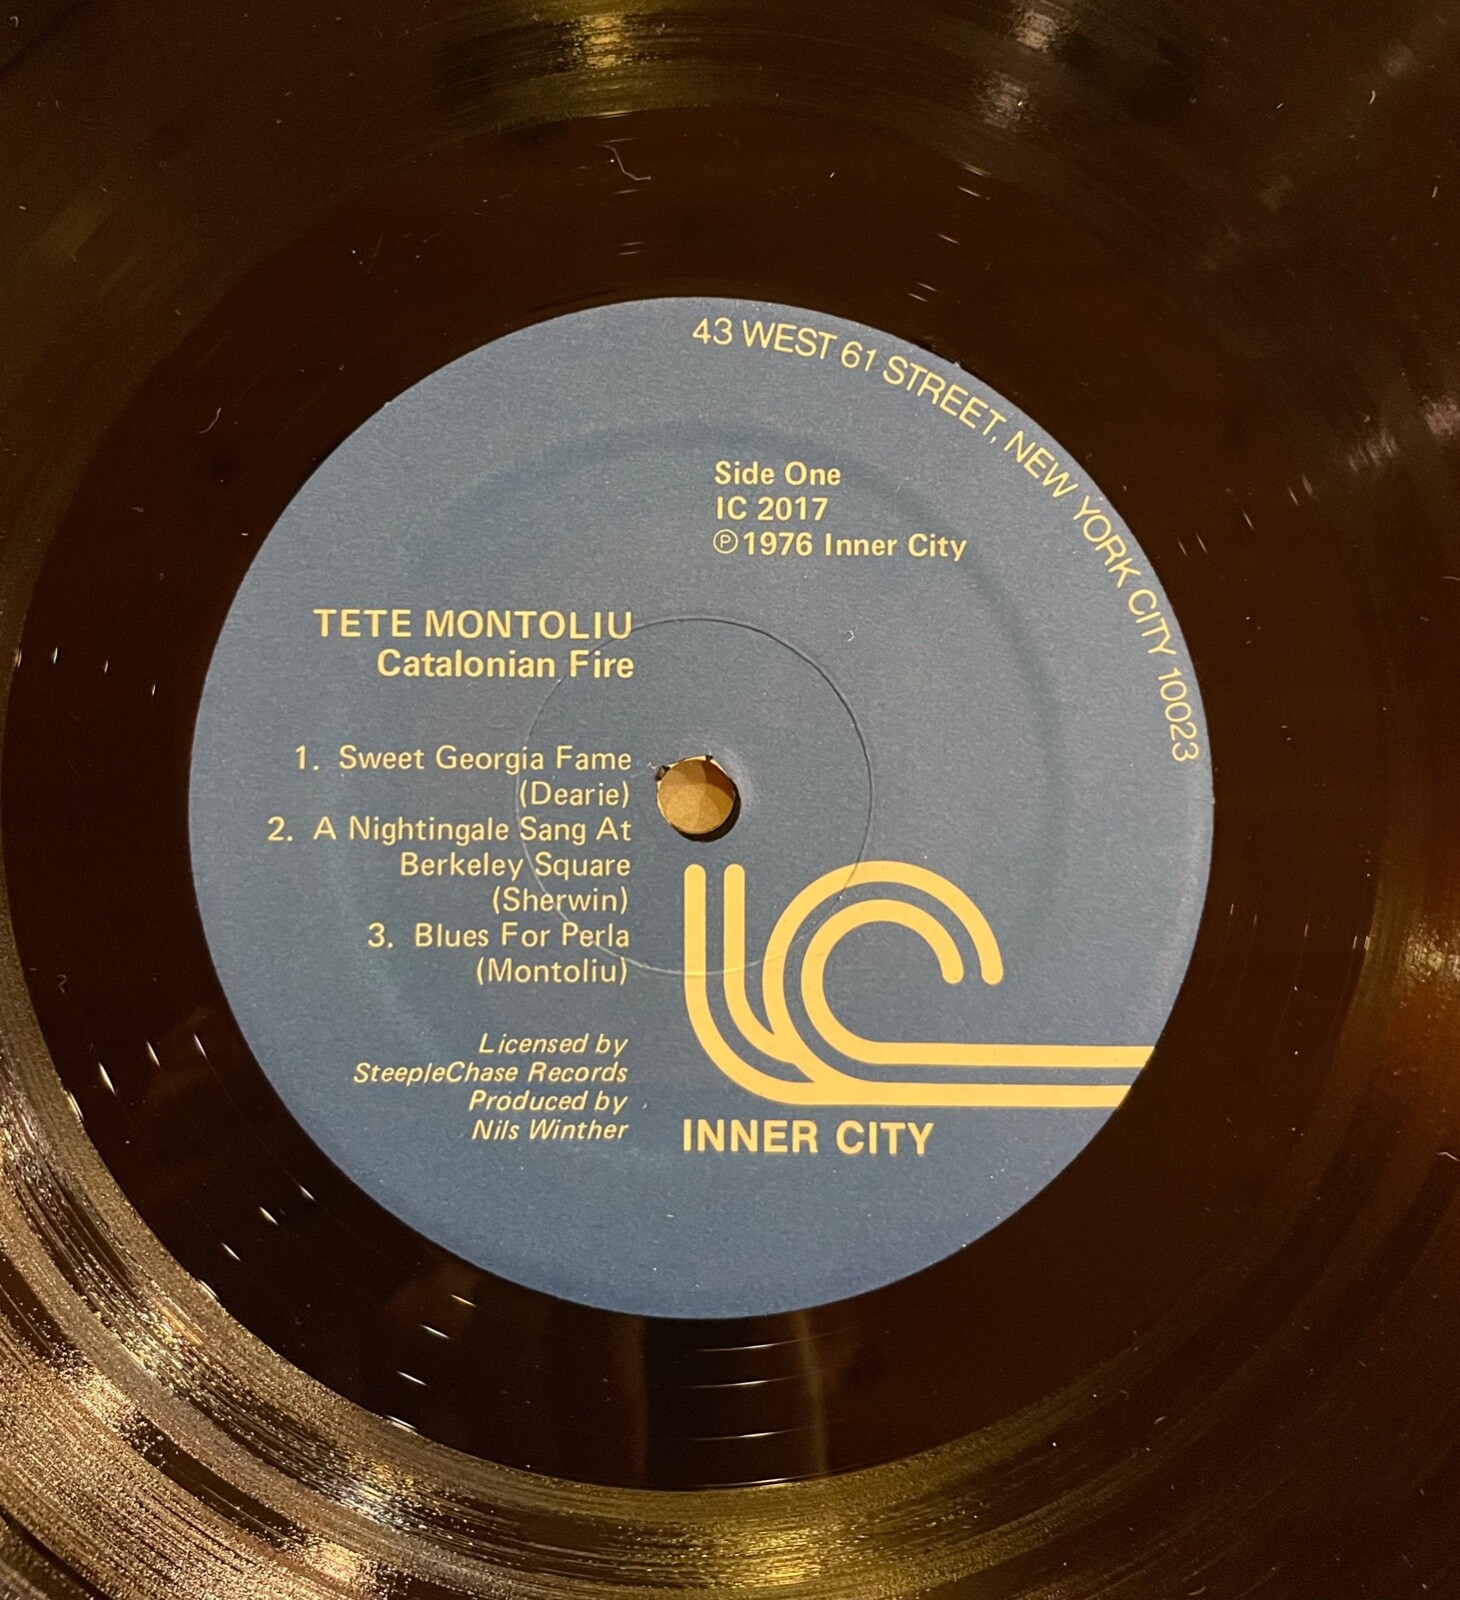 43 WEST 61 STREET, NEW YORK CITY 10023
Side One
IC 2017
℗1976 Inner City
TETE MONTOLIU
Catalonian Fire
1. Sweet Georgia Fame
(Dearie)
2. A Nightingale Sang At
Berkeley Square
(Sherwin)
3. Blues For Perla
(Montoliu)
Licensed by
SteepleChase Records
Produced by
Nils Winther
IC
INNER CITY